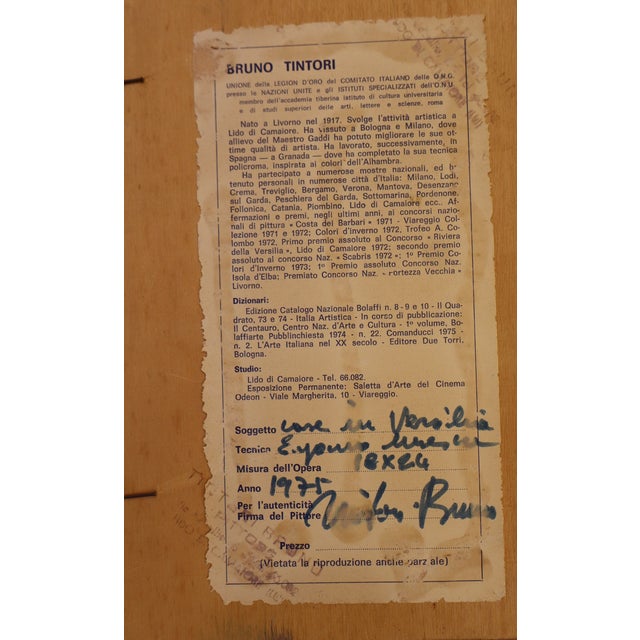 BRUNO TINTORI
UNIONE della LEGION D'ORO del COMITATO ITALIANO delle O.N.G.
presso le NAZIONI UNITE e gli ISTITUTI SPECIALIZZATI dell'O.N.U.
membro dell'accademia tiberina istituto di cultura universitaria
e di studi superiori delle arti, lettere e scienze, roma
Nato a Livorno nel 1917. Svolge l'attività artistica a
Lido di Camaiore. Ha vissuto a Bologna e Milano, dove
allievo del Maestro Gaddi ha potuto migliorare le sue ot-
time qualità di artista. Ha lavorato, successivamente, in
Spagna — a Granada — dove ha completato la sua tecnica
policroma, inspirata ai colori dell'Alhambra.
Ha partecipato a numerose mostre nazionali, ed ha
tenuto personali in numerose città d'Italia: Milano, Lodi,
Crema, Treviglio, Bergamo, Verona, Mantova, Desenzano
sul Garda, Peschiera del Garda, Sottomarina, Pordenone,
Follonica, Catania, Piombino, Lido di Camaiore ecc.. Af-
fermazioni e premi, negli ultimi anni, ai concorsi nazio-
nali di pittura «Costa dei Barbari» 1971 - Viareggio Col-
lezione 1971 e 1972; Colori d'inverno 1972, Trofeo A. Co-
lombo 1972, Primo premio assoluto al Concorso «Riviera
della Versilia», Lido di Camaiore 1972; secondo premio
assoluto al Concorso Naz. «Scabris 1972»; 1º Premio Co-
lori d'Inverno 1973; 1º Premio assoluto Concorso Naz.
Isola d'Elba; Premiato Concorso Naz. - ortezza Vecchia»
Livorno.
Dizionari:
Edizione Catalogo Nazionale Bolaffi n. 8 - 9 e 10 - Il Qua-
drato, 73 e 74 - Italia Artistica - In corso di pubblicazione:
Il Centauro, Centro Naz. d'Arte e Cultura - 1º volume, Bo-
laffiarte Pubblinchiesta 1974 - n. 22. Comanducci 1975 -
n. 2. L'Arte Italiana nel XX secolo - Editore Due Torri,
Bologna.
Studio:
Lido di Camaiore - Tel. 66.082.
Esposizione Permanente: Saletta d'Arte del Cinema
Odeon - Viale Margherita, 10 - Viareggio.
Soggetto case in Versilia
Tecnica
Misura dell'Opera 18x24
Anno 1975
Per l'autenticità
Firma del Pittore Tintori Bruno
Prezzo
(Vietata la riproduzione anche parz ale)